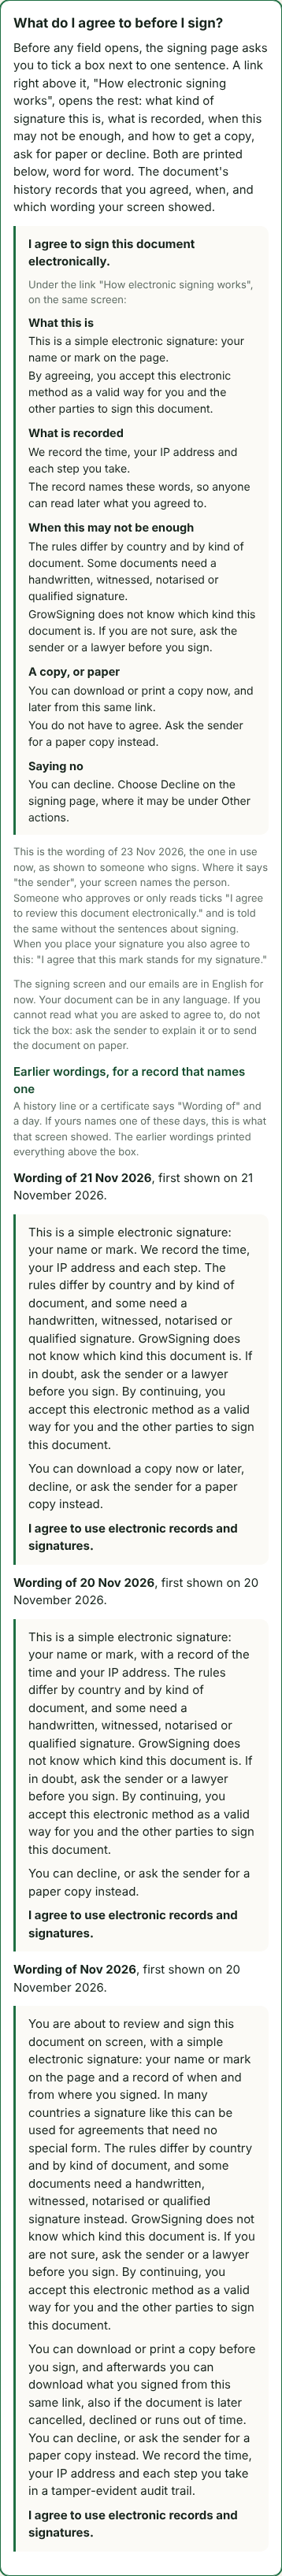 What do I agree to before I sign?
Before any field opens, the signing page asks
you to tick a box next to one sentence. A link
right above it, "How electronic signing
works", opens the rest: what kind of
signature this is, what is recorded, when this
may not be enough, and how to get a copy,
ask for paper or decline. Both are printed
below, word for word. The document's
history records that you agreed, when, and
which wording your screen showed.
I agree to sign this document
electronically.
Under the link "How electronic signing works",
on the same screen:
What this is
This is a simple electronic signature: your
name or mark on the page.
By agreeing, you accept this electronic
method as a valid way for you and the
other parties to sign this document.
What is recorded
We record the time, your IP address and
each step you take.
The record names these words, so anyone
can read later what you agreed to.
When this may not be enough
The rules differ by country and by kind of
document. Some documents need a
handwritten, witnessed, notarised or
qualified signature.
GrowSigning does not know which kind this
document is. If you are not sure, ask the
sender or a lawyer before you sign.
A copy, or paper
You can download or print a copy now, and
later from this same link.
You do not have to agree. Ask the sender
for a paper copy instead.
Saying no
You can decline. Choose Decline on the
signing page, where it may be under Other
actions.
This is the wording of 23 Nov 2026, the one in use
now, as shown to someone who signs. Where it says
"the sender", your screen names the person.
Someone who approves or only reads ticks "I agree
to review this document electronically." and is told
the same without the sentences about signing.
When you place your signature you also agree to
this: "I agree that this mark stands for my signature."
The signing screen and our emails are in English for
now. Your document can be in any language. If you
cannot read what you are asked to agree to, do not
tick the box: ask the sender to explain it or to send
the document on paper.
Earlier wordings, for a record that names
one
A history line or a certificate says "Wording of" and
a day. If yours names one of these days, this is what
that screen showed. The earlier wordings printed
everything above the box.
Wording of 21 Nov 2026, first shown on 21
November 2026.
This is a simple electronic signature:
your name or mark. We record the time,
your IP address and each step. The
rules differ by country and by kind of
document, and some need a
handwritten, witnessed, notarised or
qualified signature. GrowSigning does
not know which kind this document is. If
in doubt, ask the sender or a lawyer
before you sign. By continuing, you
accept this electronic method as a valid
way for you and the other parties to sign
this document.
You can download a copy now or later,
decline, or ask the sender for a paper
copy instead.
I agree to use electronic records and
signatures.
Wording of 20 Nov 2026, first shown on 20
November 2026.
This is a simple electronic signature:
your name or mark, with a record of the
time and your IP address. The rules
differ by country and by kind of
document, and some need a
handwritten, witnessed, notarised or
qualified signature. GrowSigning does
not know which kind this document is. If
in doubt, ask the sender or a lawyer
before you sign. By continuing, you
accept this electronic method as a valid
way for you and the other parties to sign
this document.
You can decline, or ask the sender for a
paper copy instead.
I agree to use electronic records and
signatures.
Wording of Nov 2026, first shown on 20
November 2026.
You are about to review and sign this
document on screen, with a simple
electronic signature: your name or mark
on the page and a record of when and
from where you signed. In many
countries a signature like this can be
used for agreements that need no
special form. The rules differ by country
and by kind of document, and some
documents need a handwritten,
witnessed, notarised or qualified
signature instead. GrowSigning does not
know which kind this document is. If you
are not sure, ask the sender or a lawyer
before you sign. By continuing, you
accept this electronic method as a valid
way for you and the other parties to sign
this document.
You can download or print a copy before
you sign, and afterwards you can
download what you signed from this
same link, also if the document is later
cancelled, declined or runs out of time.
You can decline, or ask the sender for a
paper copy instead. We record the time,
your IP address and each step you take
in a tamper-evident audit trail.
I agree to use electronic records and
signatures.